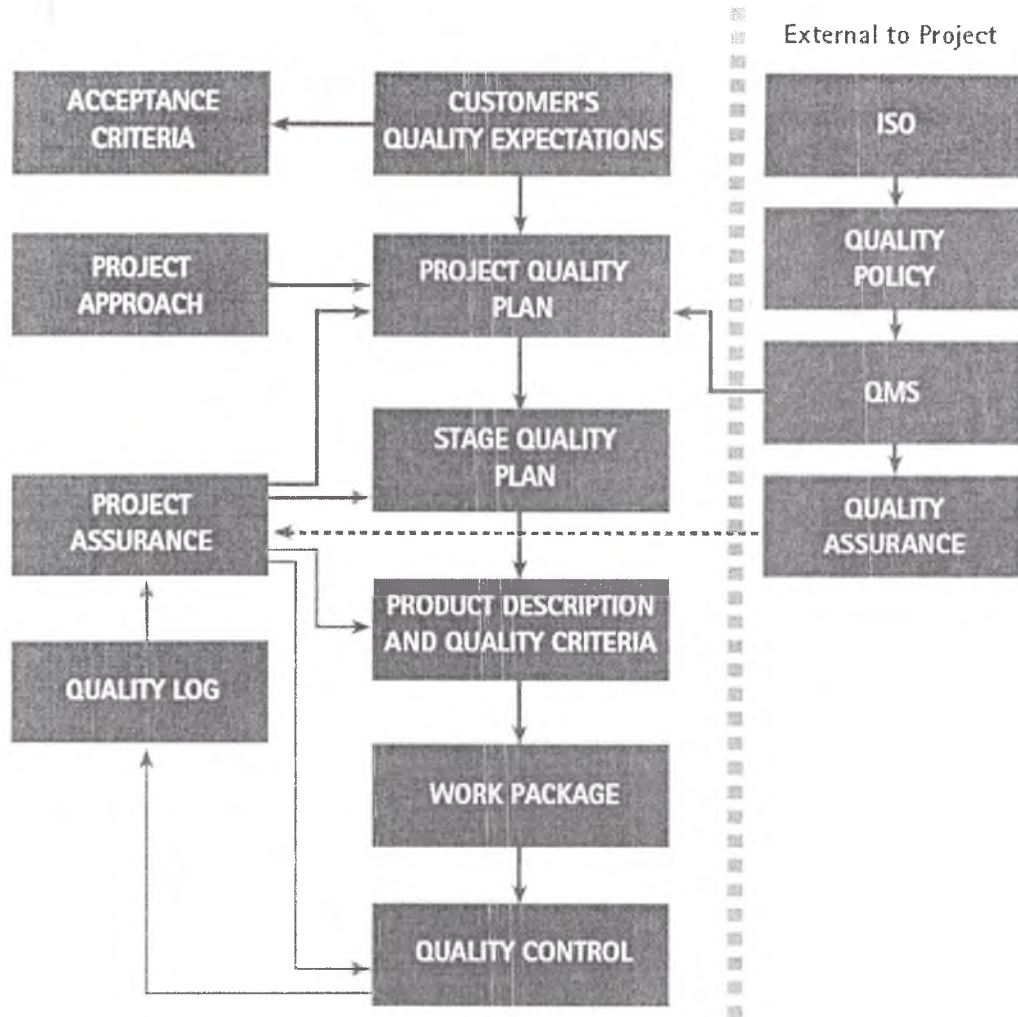 External to Project
ACCEPTANCE
CRITERIA
CUSTOMER'S
QUALITY EXPECTATIONS
ISO
PROJECT
APPROACH
PROJECT QUALITY
PLAN
QUALITY
POLICY
QMS
STAGE QUALITY
PLAN
PROJECT
ASSURANCE
QUALITY
ASSURANCE
PRODUCT DESCRIPTION
AND QUALITY CRITERIA
QUALITY LOG
WORK PACKAGE
QUALITY CONTROL